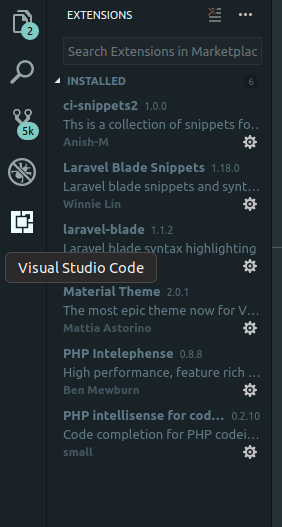 EXTENSIONS
2
Search Extensions in Marketplac
INSTALLED 6
ci-snippets2 1.0.0
Ths is a collection of snippets fo...
Anish-M
5k
Laravel Blade Snippets 1.18.0
Laravel blade snippets and synt...
Winnie Lin
laravel-blade 1.1.2
Laravel blade syntax highlighting
Visual Studio Code
Material Theme 2.0.1
The most epic theme now for V...
Mattia Astorino
PHP Intelephense 0.8.8
High performance, feature rich ...
Ben Mewburn
PHP intellisense for cod... 0.2.10
Code completion for PHP codei...
small